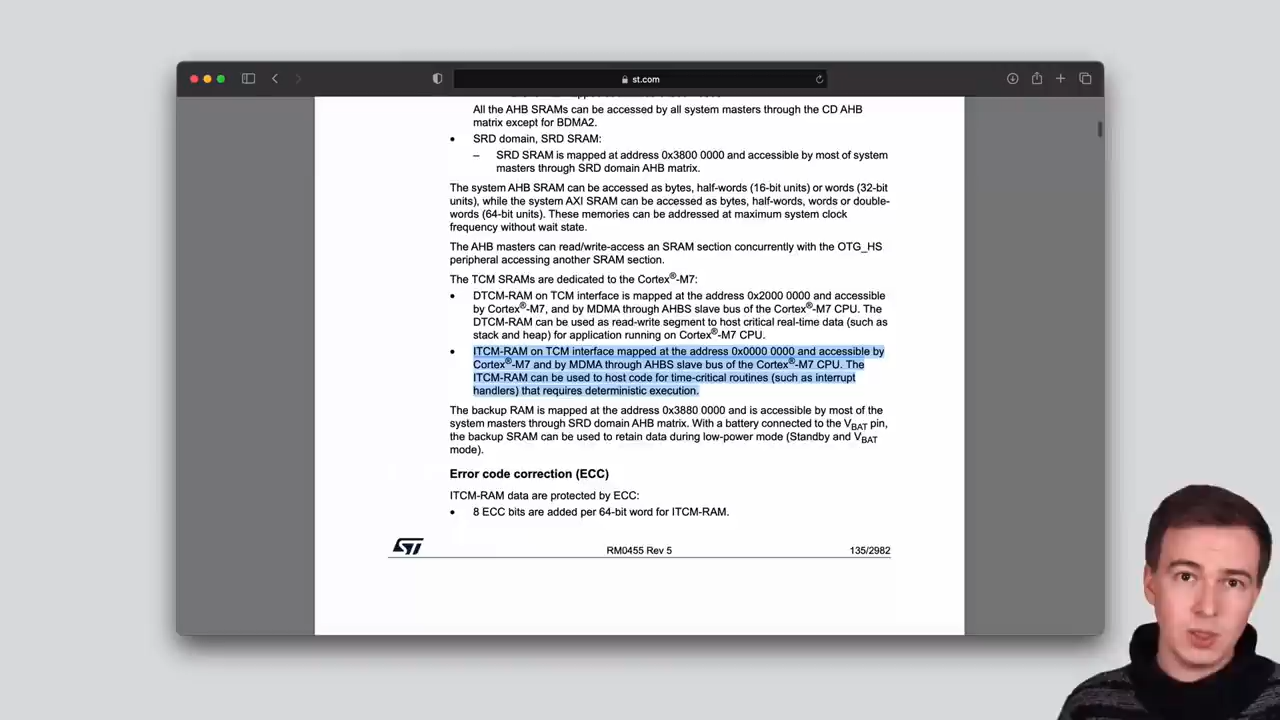 st.com
All the AHB SRAMs can be accessed by all system masters through the CD AHB
matrix except for BDMA2.
• SRD domain, SRD SRAM:
– SRD SRAM is mapped at address 0x3800 0000 and accessible by most of system
masters through SRD domain AHB matrix.
The system AHB SRAM can be accessed as bytes, half-words (16-bit units) or words (32-bit
units), while the system AXI SRAM can be accessed as bytes, half-words, words or double-
words (64-bit units). These memories can be addressed at maximum system clock
frequency without wait state.
The AHB masters can read/write-access an SRAM section concurrently with the OTG_HS
peripheral accessing another SRAM section.
The TCM SRAMs are dedicated to the Cortex®-M7:
• DTCM-RAM on TCM interface is mapped at the address 0x2000 0000 and accessible
by Cortex®-M7, and by MDMA through AHBS slave bus of the Cortex®-M7 CPU. The
DTCM-RAM can be used as read-write segment to host critical real-time data (such as
stack and heap) for application running on Cortex®-M7 CPU.
• ITCM-RAM on TCM interface mapped at the address 0x0000 0000 and accessible by
Cortex®-M7 and by MDMA through AHBS slave bus of the Cortex®-M7 CPU. The
ITCM-RAM can be used to host code for time-critical routines (such as interrupt
handlers) that requires deterministic execution.
The backup RAM is mapped at the address 0x3880 0000 and is accessible by most of the
system masters through SRD domain AHB matrix. With a battery connected to the VBAT pin,
the backup SRAM can be used to retain data during low-power mode (Standby and VBAT
mode).
Error code correction (ECC)
ITCM-RAM data are protected by ECC:
• 8 ECC bits are added per 64-bit word for ITCM-RAM.
ST RM0455 Rev 5 135/2982